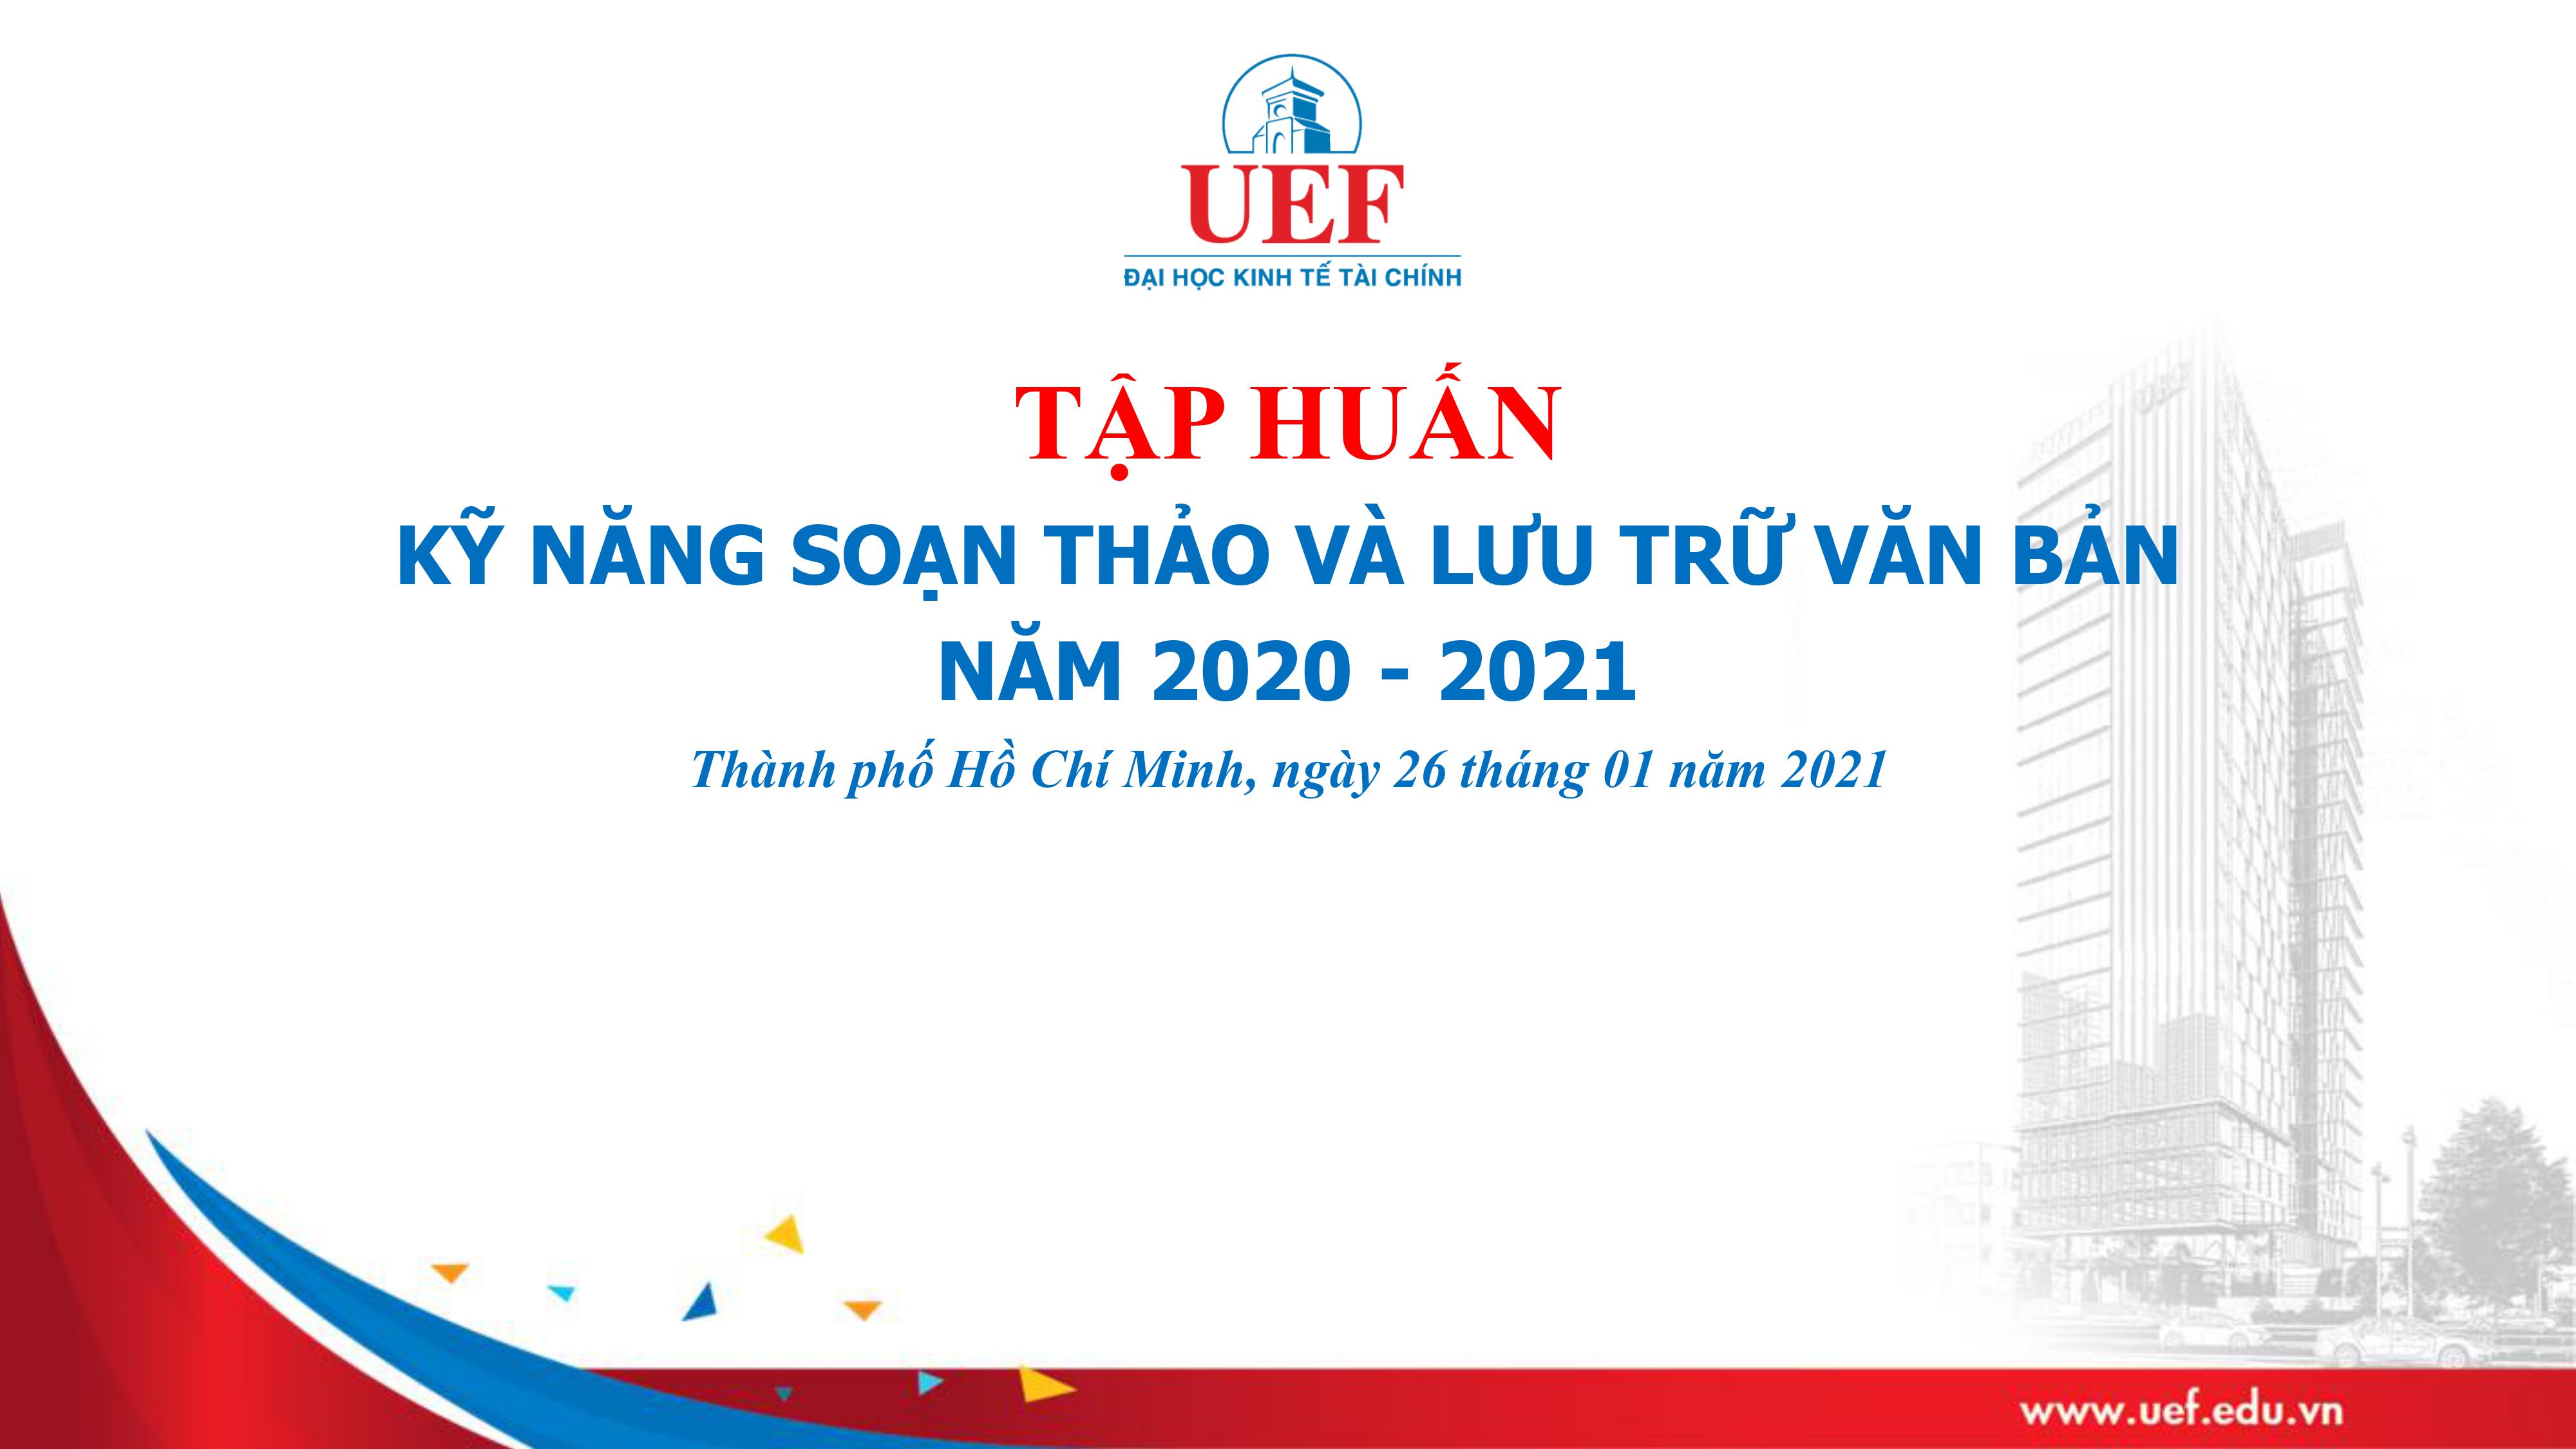 UEF
ĐẠI HỌC KINH TẾ TÀI CHÍNH
TẬP HUẤN
KỸ NĂNG SOẠN THẢO VÀ LƯU TRỮ VĂN BẢN
NĂM 2020 - 2021
Thành phố Hồ Chí Minh, ngày 26 tháng 01 năm 2021
www.uef.edu.vn